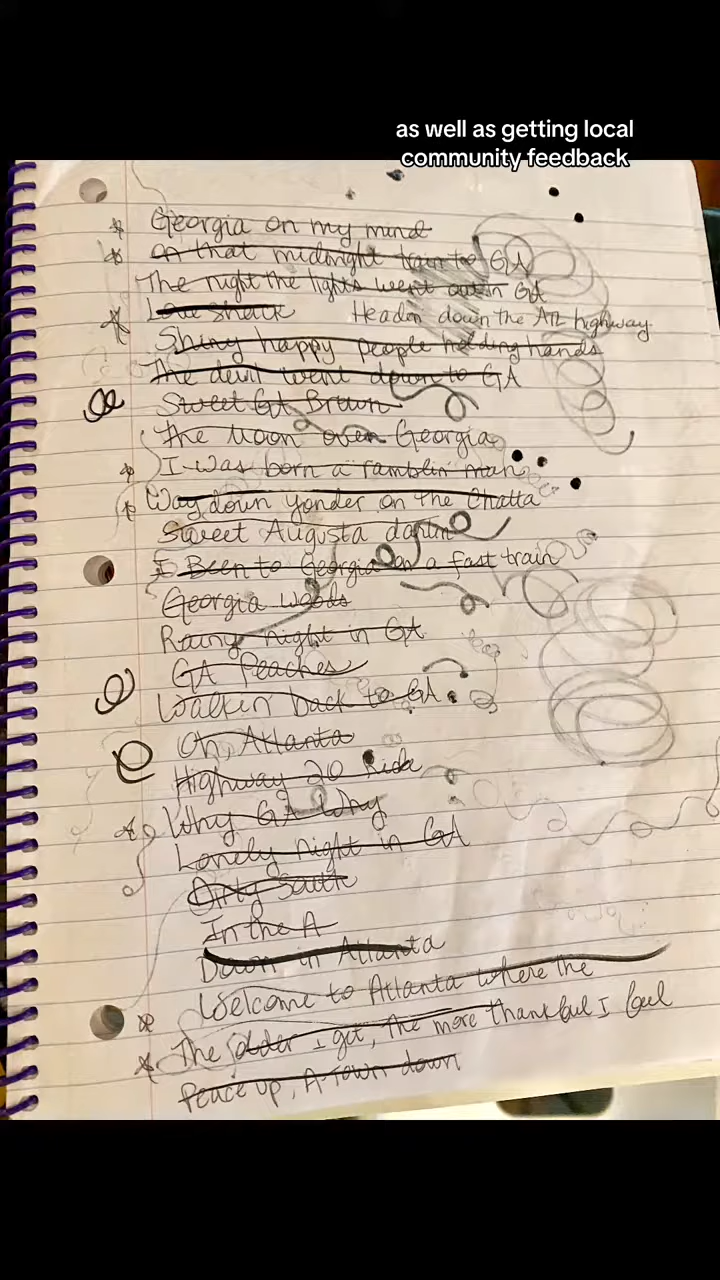 as well as getting local
community feedback
Georgia on my mind
on that midnight train to GA
The night the lights went out in GA
Love shack Headin down the Atl highway
Shiny happy people holding hands
The devil went down to GA
Sweet GA Brown
The Moon over Georgia
I was born a ramblin man
Way down yonder on the Chatta
Sweet Augusta darlin
I Been to Georgia on a fast train
Georgia woods
Rainy night in GA
GA Peaches
Walkin back to GA
Oh, Atlanta
Highway 20 Ride
Why GA Why
Lonely night in GA
Dirty South
In the A
Down in Atlanta
Welcome to Atlanta where the
The older I get, the more thankful I feel
Peace up, A-Town down